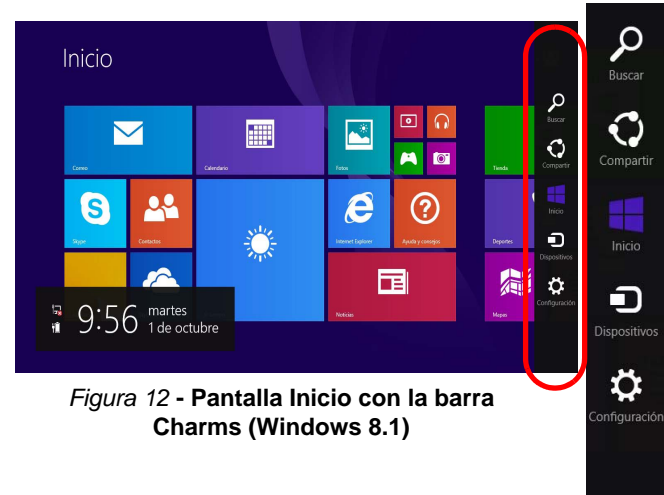 Inicio
Correo
Calendario
Fotos
Tienda
Skype
Contactos
Internet Explorer
Ayuda y consejos
Deportes
Noticias
Mapas
9:56 martes
1 de octubre
Buscar
Compartir
Inicio
Dispositivos
Configuración
Buscar
Compartir
Inicio
Dispositivos
Configuración
Figura 12 - Pantalla Inicio con la barra
Charms (Windows 8.1)